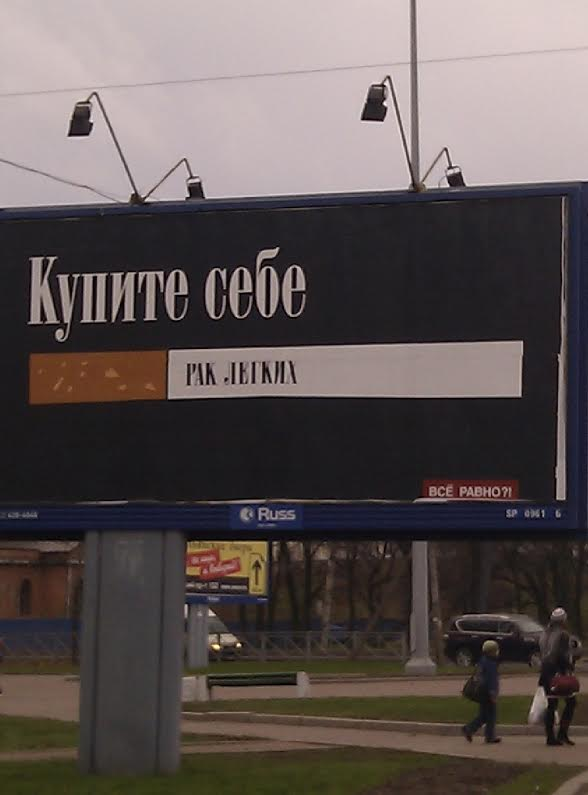 Купите себе
РАК ЛЕГКИХ
ВСЁ РАВНО?!
Russ
SP 0961 Б